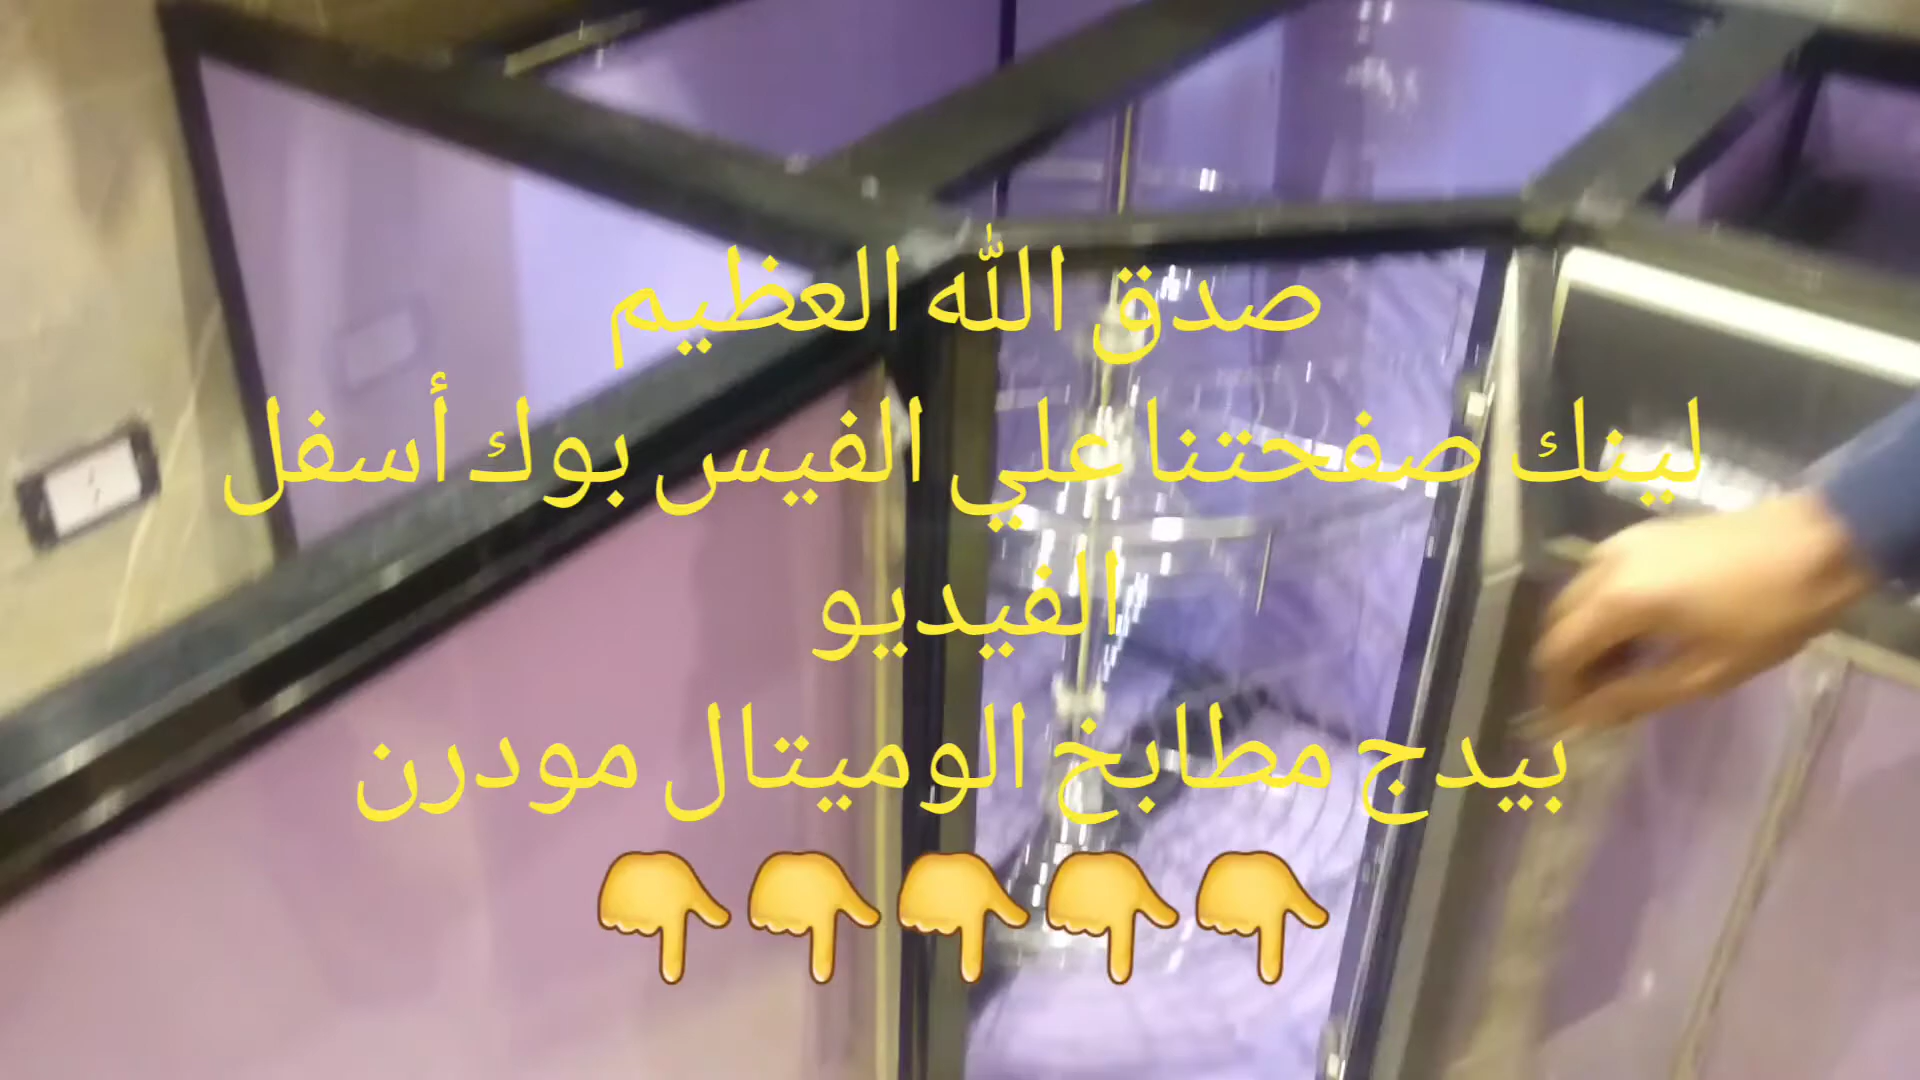 صدق الله العظيم
لينك صفحتنا علي الفيس بوك أسفل
الفيديو
بيدج مطابخ الوميتال مودرن
👇👇👇👇👇